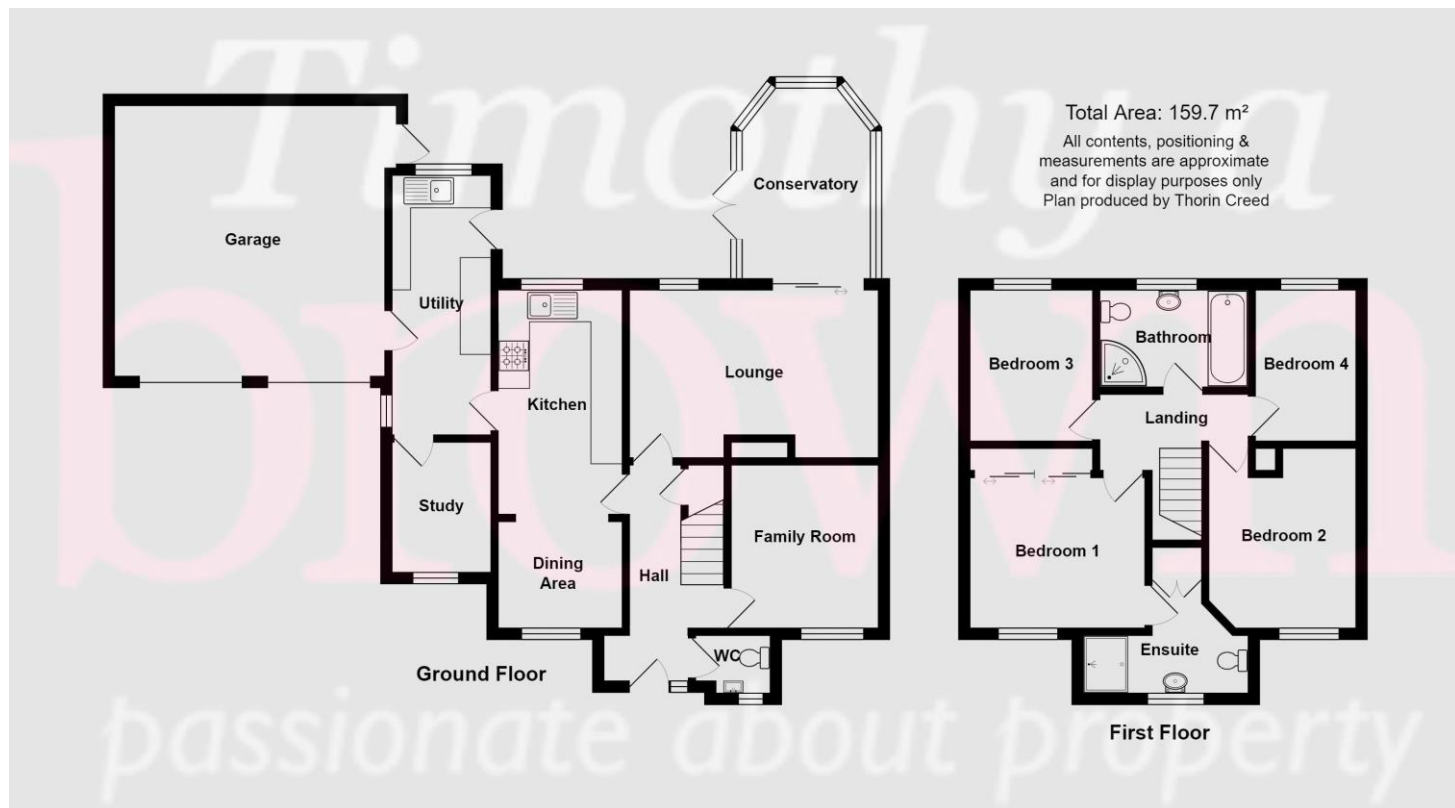 Timothy a
brown
passionate about property
Total Area: 159.7 m²
All contents, positioning &
measurements are approximate
and for display purposes only
Plan produced by Thorin Creed
Conservatory
Garage
Utility
Kitchen
Lounge
Study
Dining
Area
Hall
Family Room
WC
Ground Floor
Bedroom 3
Bathroom
Bedroom 4
Landing
Bedroom 1
Bedroom 2
Ensuite
First Floor